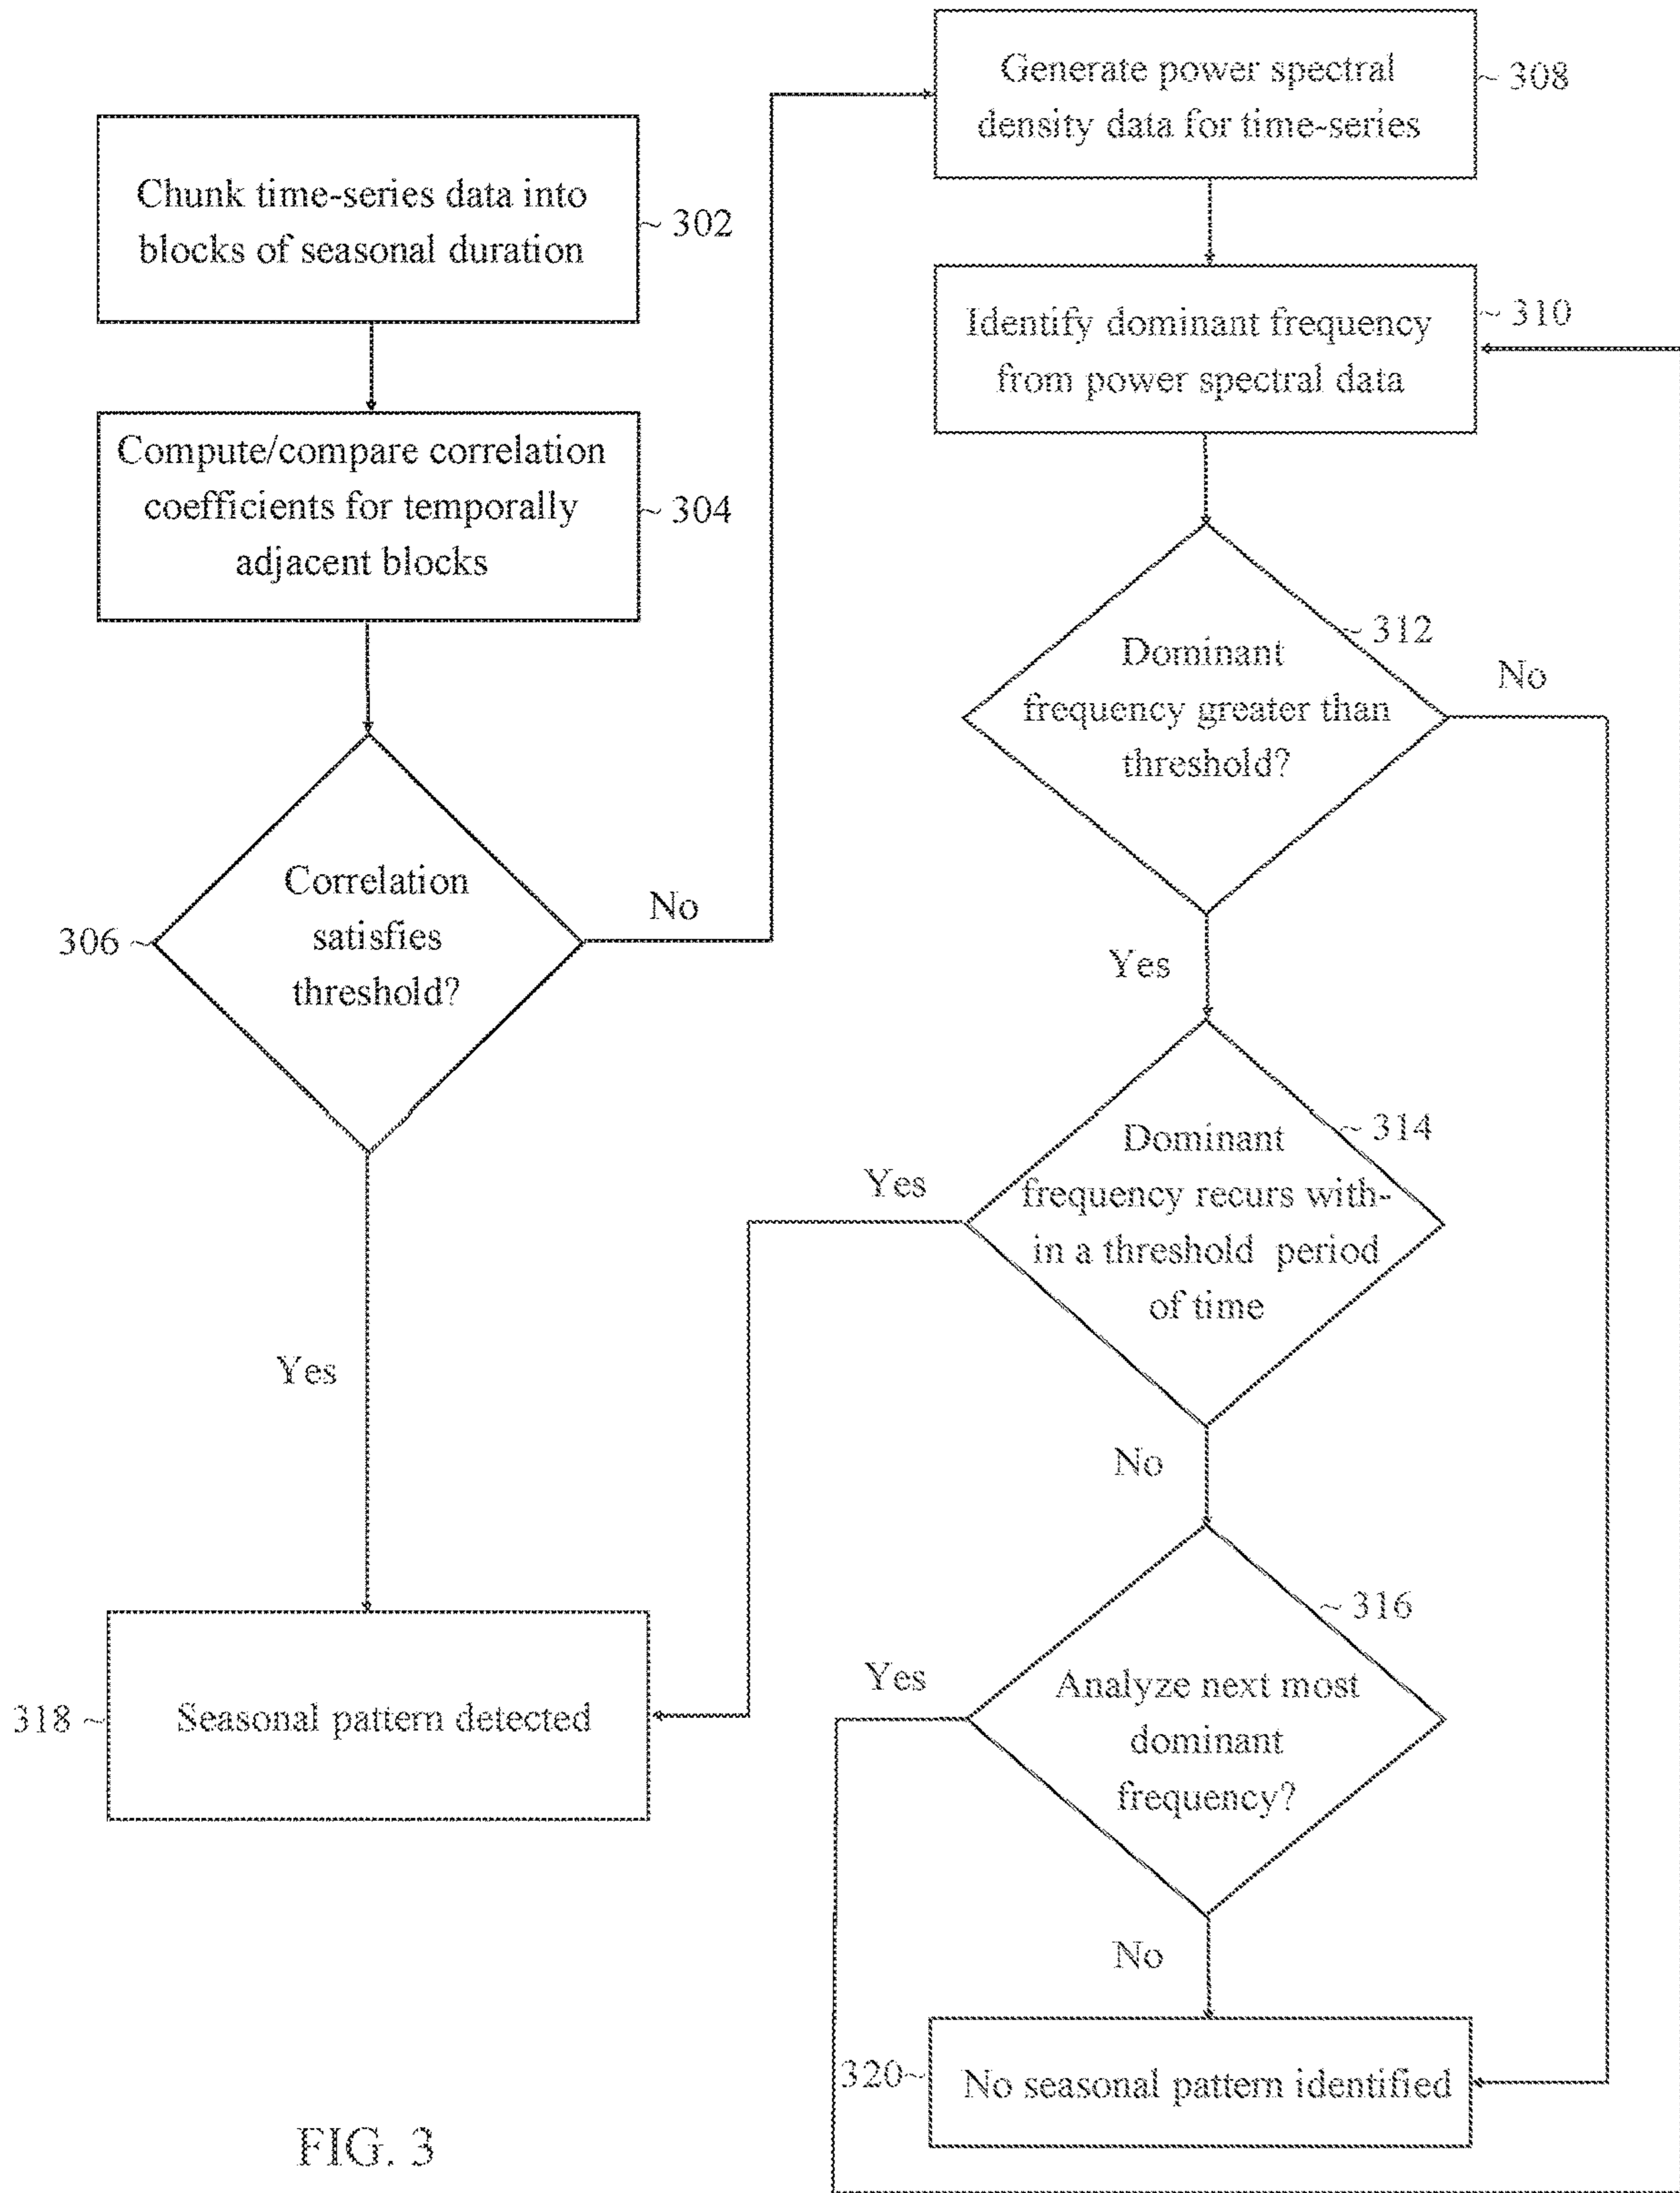 Chunk time-series data into
blocks of seasonal duration
~ 302
Compute/compare correlation
coefficients for temporally
adjacent blocks
~ 304
Correlation
satisfies
threshold?
306 ~
No
Yes
Seasonal pattern detected
318 ~
Generate power spectral
density data for time-series
~ 308
Identify dominant frequency
from power spectral data
~ 310
Dominant
frequency greater than
threshold?
~ 312
No
Yes
Dominant
frequency recurs with-
in a threshold period
of time
~ 314
Yes
No
Analyze next most
dominant
frequency?
~ 316
Yes
No
No seasonal pattern identified
320~
FIG. 3